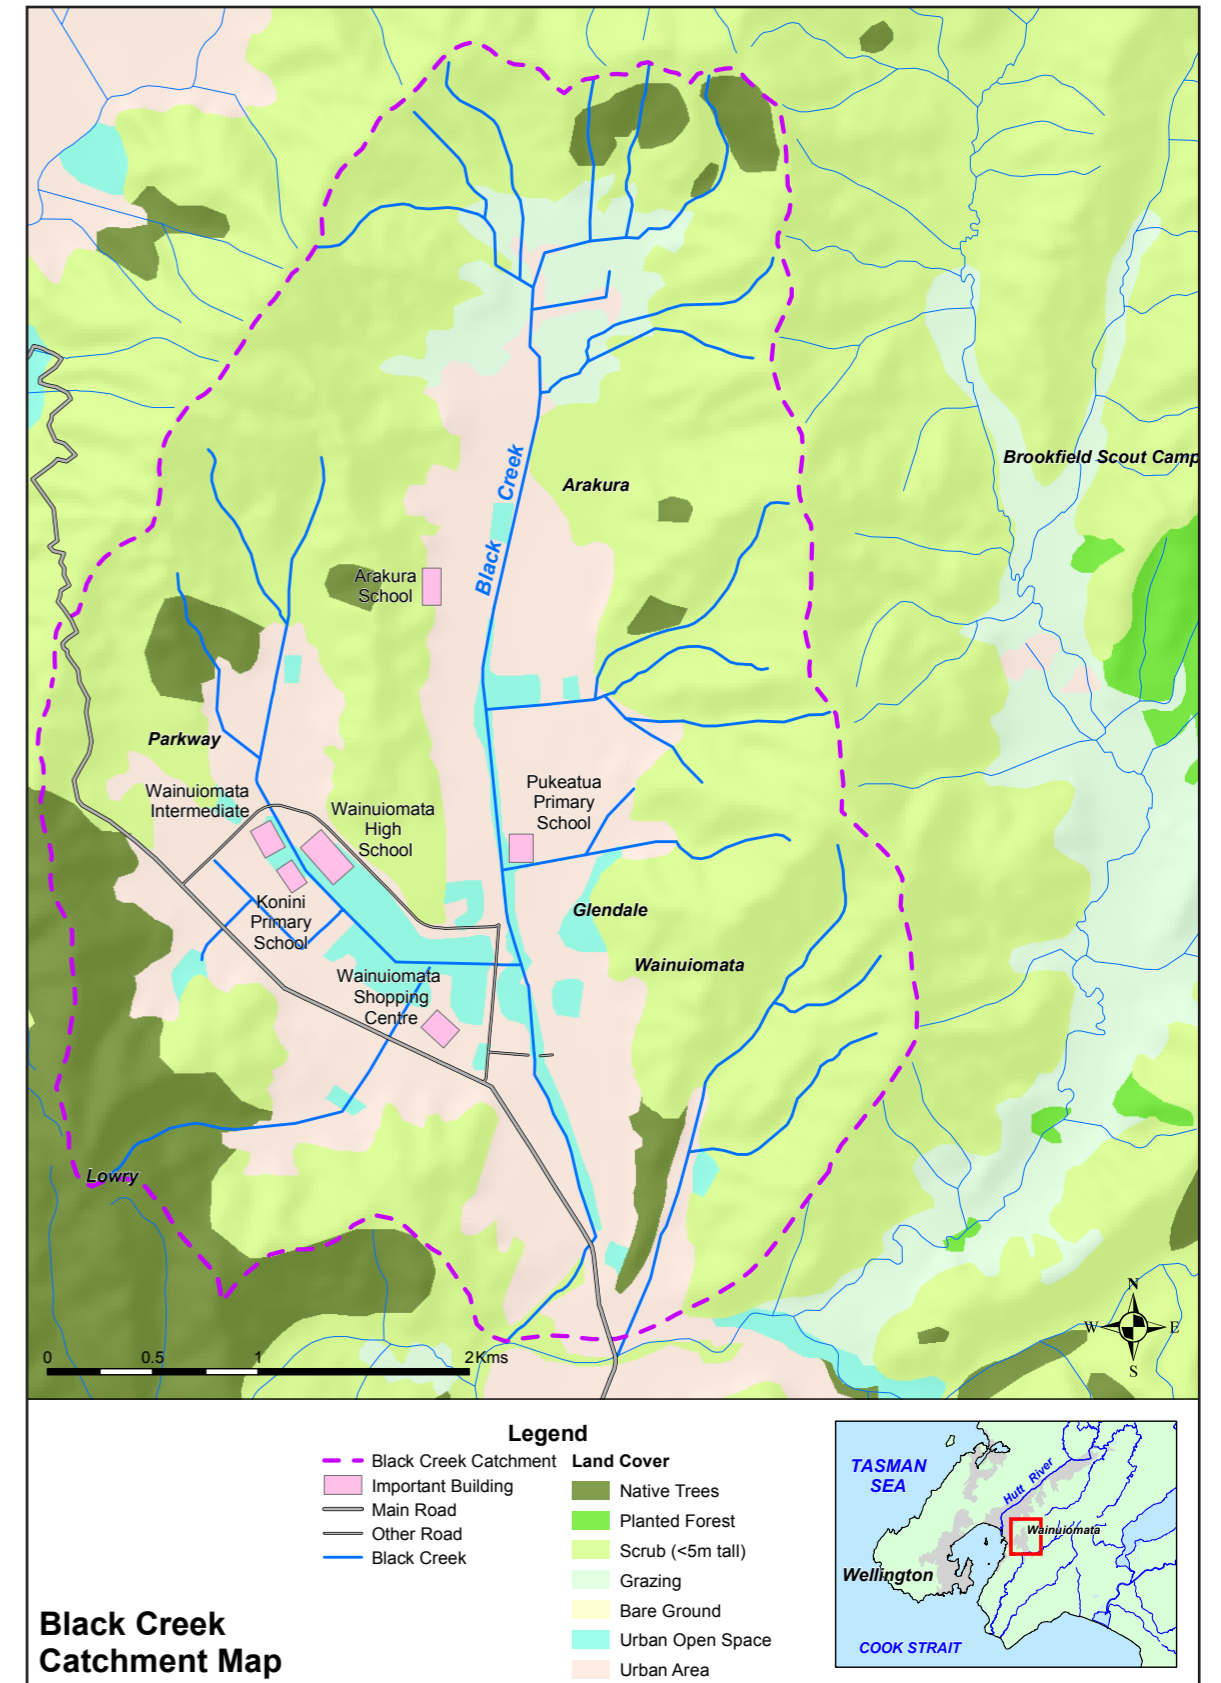 Brookfield Scout Camp
Black Creek
Arakura
Arakura
School
Parkway
Wainuiomata
Intermediate
Wainuiomata
High
School
Pukeatua
Primary
School
Konini
Primary
School
Glendale
Wainuiomata
Wainuiomata
Shopping
Centre
Lowry
N
W
E
S
0 0.5 1 2Kms
Legend
Black Creek Catchment
Important Building
Main Road
Other Road
Black Creek
Land Cover
Native Trees
Planted Forest
Scrub (<5m tall)
Grazing
Bare Ground
Urban Open Space
Urban Area
TASMAN
SEA
Hutt River
Wainuiomata
Wellington
COOK STRAIT
Black Creek
Catchment Map